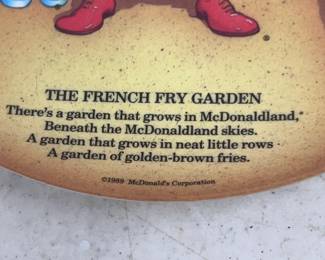 THE FRENCH FRY GARDEN
There's a garden that grows in McDonaldland,
Beneath the McDonaldland skies.
A garden that grows in neat little rows
A garden of golden-brown fries.
©1989 McDonald's Corporation